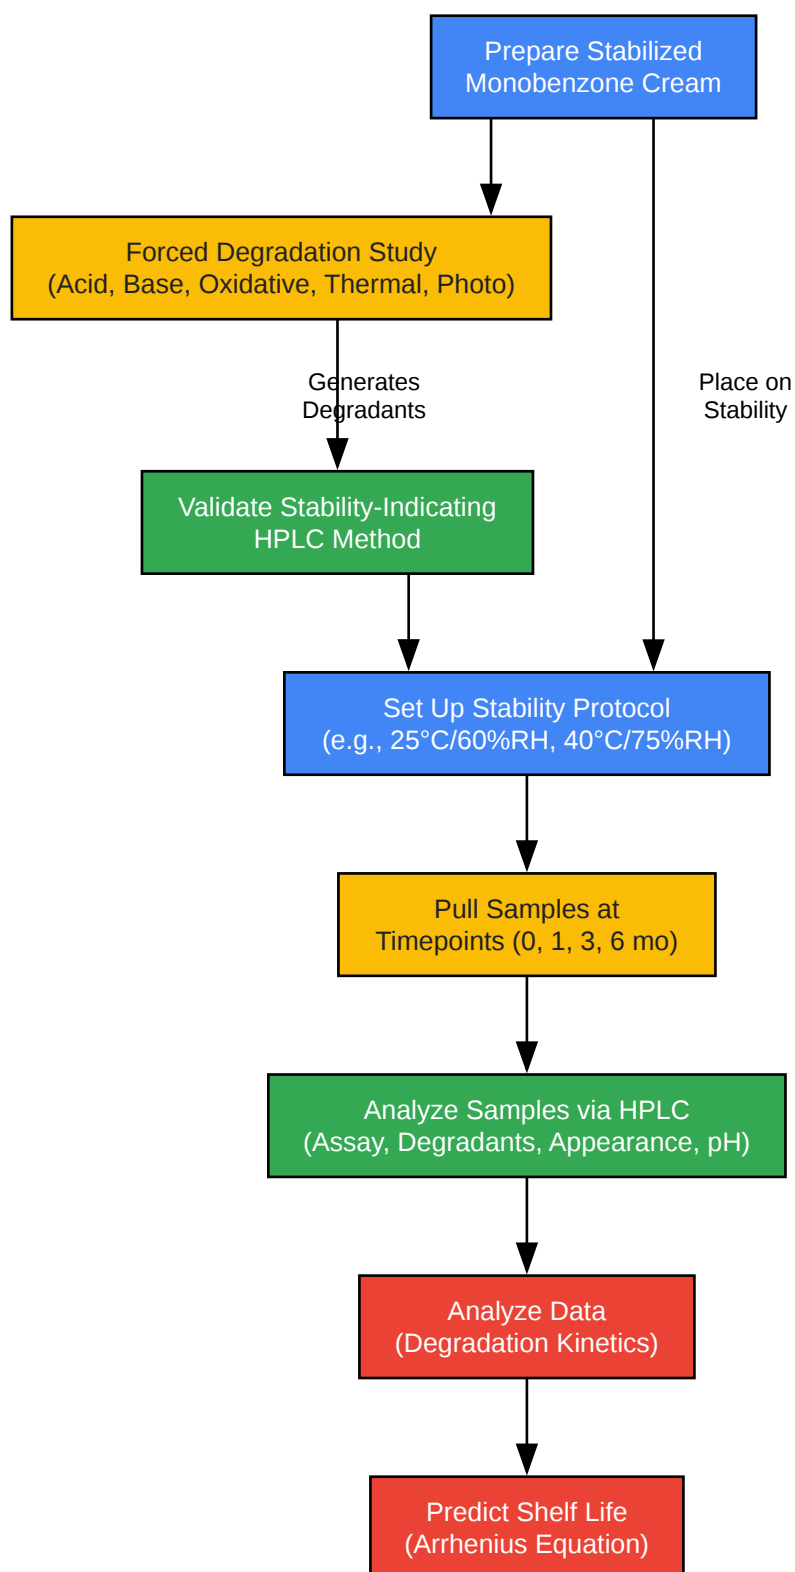 Prepare Stabilized
Monobenzone Cream
Forced Degradation Study
(Acid, Base, Oxidative, Thermal, Photo)
Generates
Degradants
Place on
Stability
Validate Stability-Indicating
HPLC Method
Set Up Stability Protocol
(e.g., 25°C/60%RH, 40°C/75%RH)
Pull Samples at
Timepoints (0, 1, 3, 6 mo)
Analyze Samples via HPLC
(Assay, Degradants, Appearance, pH)
Analyze Data
(Degradation Kinetics)
Predict Shelf Life
(Arrhenius Equation)